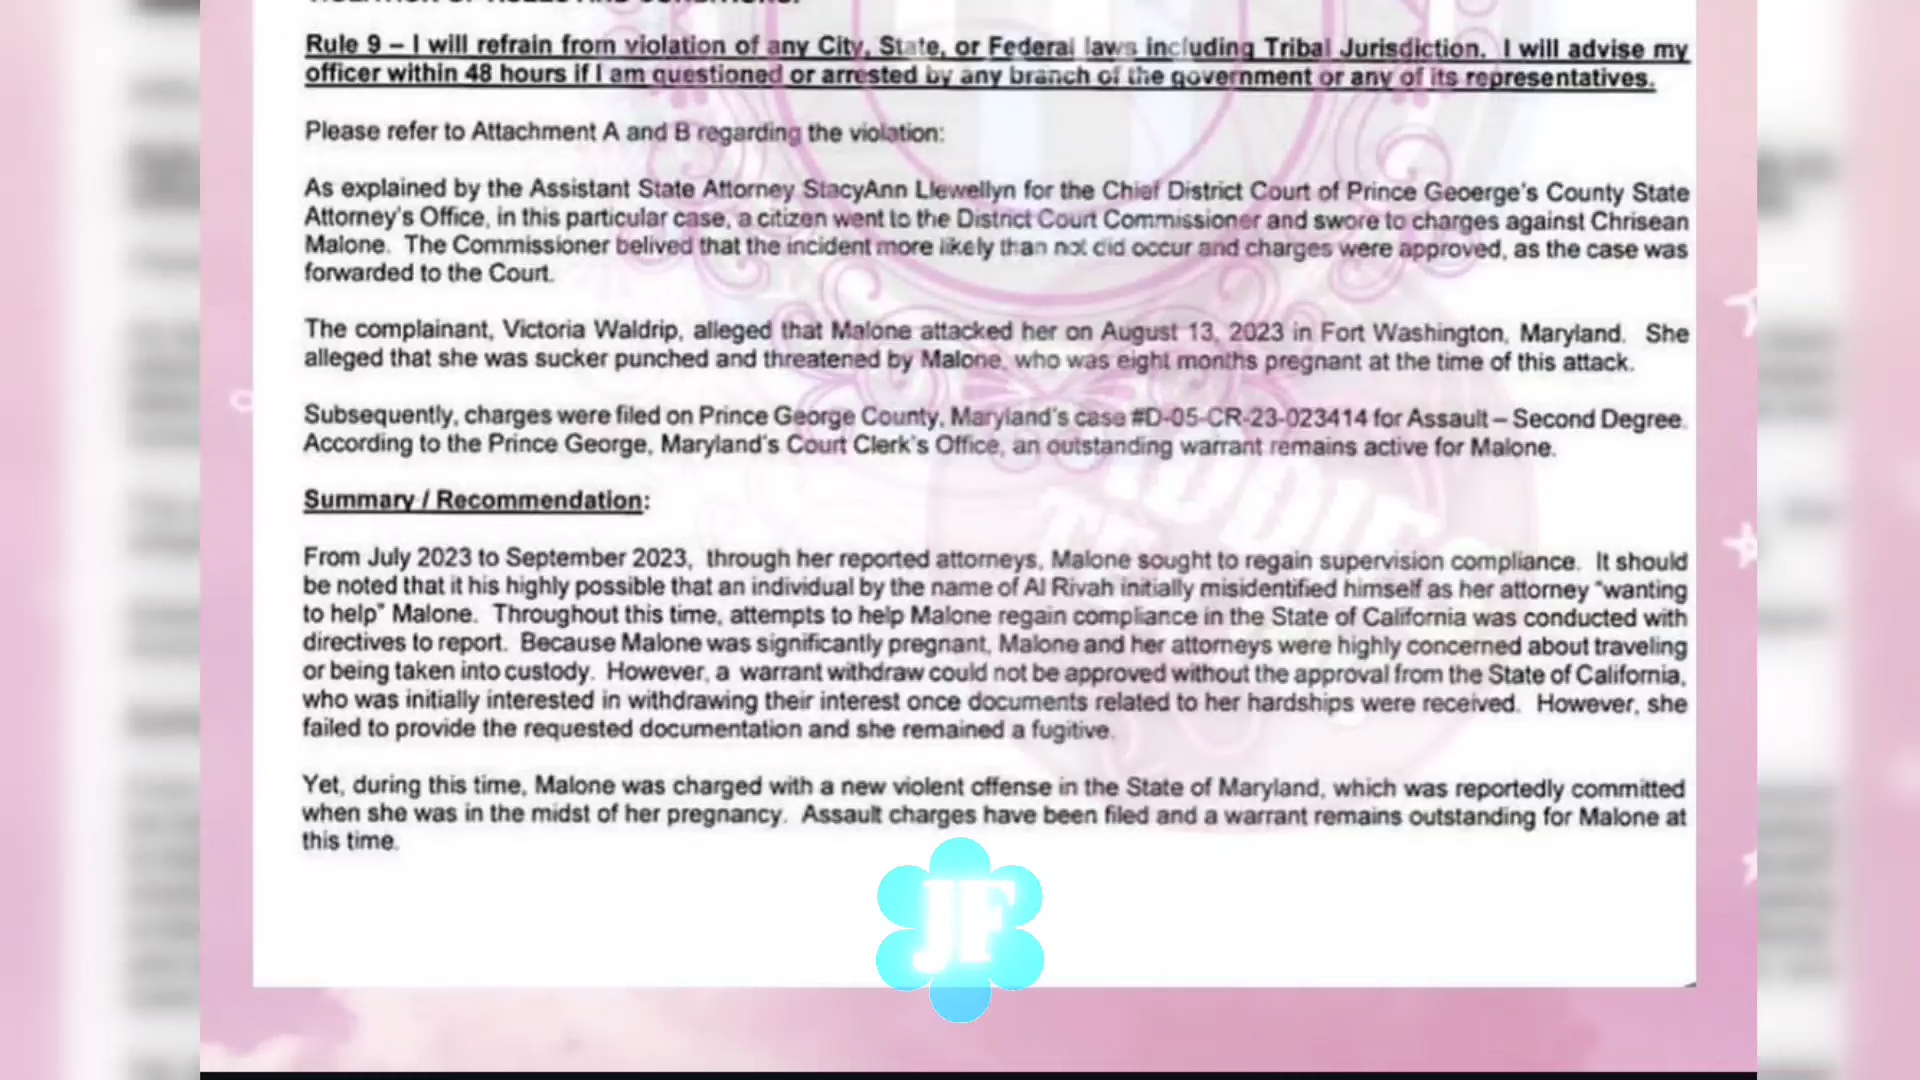 Rule 9 – I will refrain from violation of any City, State, or Federal laws including Tribal Jurisdiction. I will advise my
officer within 48 hours if I am questioned or arrested by any branch of the government or any of its representatives.
Please refer to Attachment A and B regarding the violation:
As explained by the Assistant State Attorney StacyAnn Llewellyn for the Chief District Court of Prince Geoerge's County State
Attorney's Office, in this particular case, a citizen went to the District Court Commissioner and swore to charges against Chrisean
Malone. The Commissioner belived that the incident more likely than not did occur and charges were approved, as the case was
forwarded to the Court.
The complainant, Victoria Waldrip, alleged that Malone attacked her on August 13, 2023 in Fort Washington, Maryland. She
alleged that she was sucker punched and threatened by Malone, who was eight months pregnant at the time of this attack.
Subsequently, charges were filed on Prince George County, Maryland's case #D-05-CR-23-023414 for Assault – Second Degree.
According to the Prince George, Maryland's Court Clerk's Office, an outstanding warrant remains active for Malone.
Summary / Recommendation:
From July 2023 to September 2023, through her reported attorneys, Malone sought to regain supervision compliance. It should
be noted that it his highly possible that an individual by the name of Al Rivah initially misidentified himself as her attorney "wanting
to help" Malone. Throughout this time, attempts to help Malone regain compliance in the State of California was conducted with
directives to report. Because Malone was significantly pregnant, Malone and her attorneys were highly concerned about traveling
or being taken into custody. However, a warrant withdraw could not be approved without the approval from the State of California,
who was initially interested in withdrawing their interest once documents related to her hardships were received. However, she
failed to provide the requested documentation and she remained a fugitive.
Yet, during this time, Malone was charged with a new violent offense in the State of Maryland, which was reportedly committed
when she was in the midst of her pregnancy. Assault charges have been filed and a warrant remains outstanding for Malone at
this time.
JF